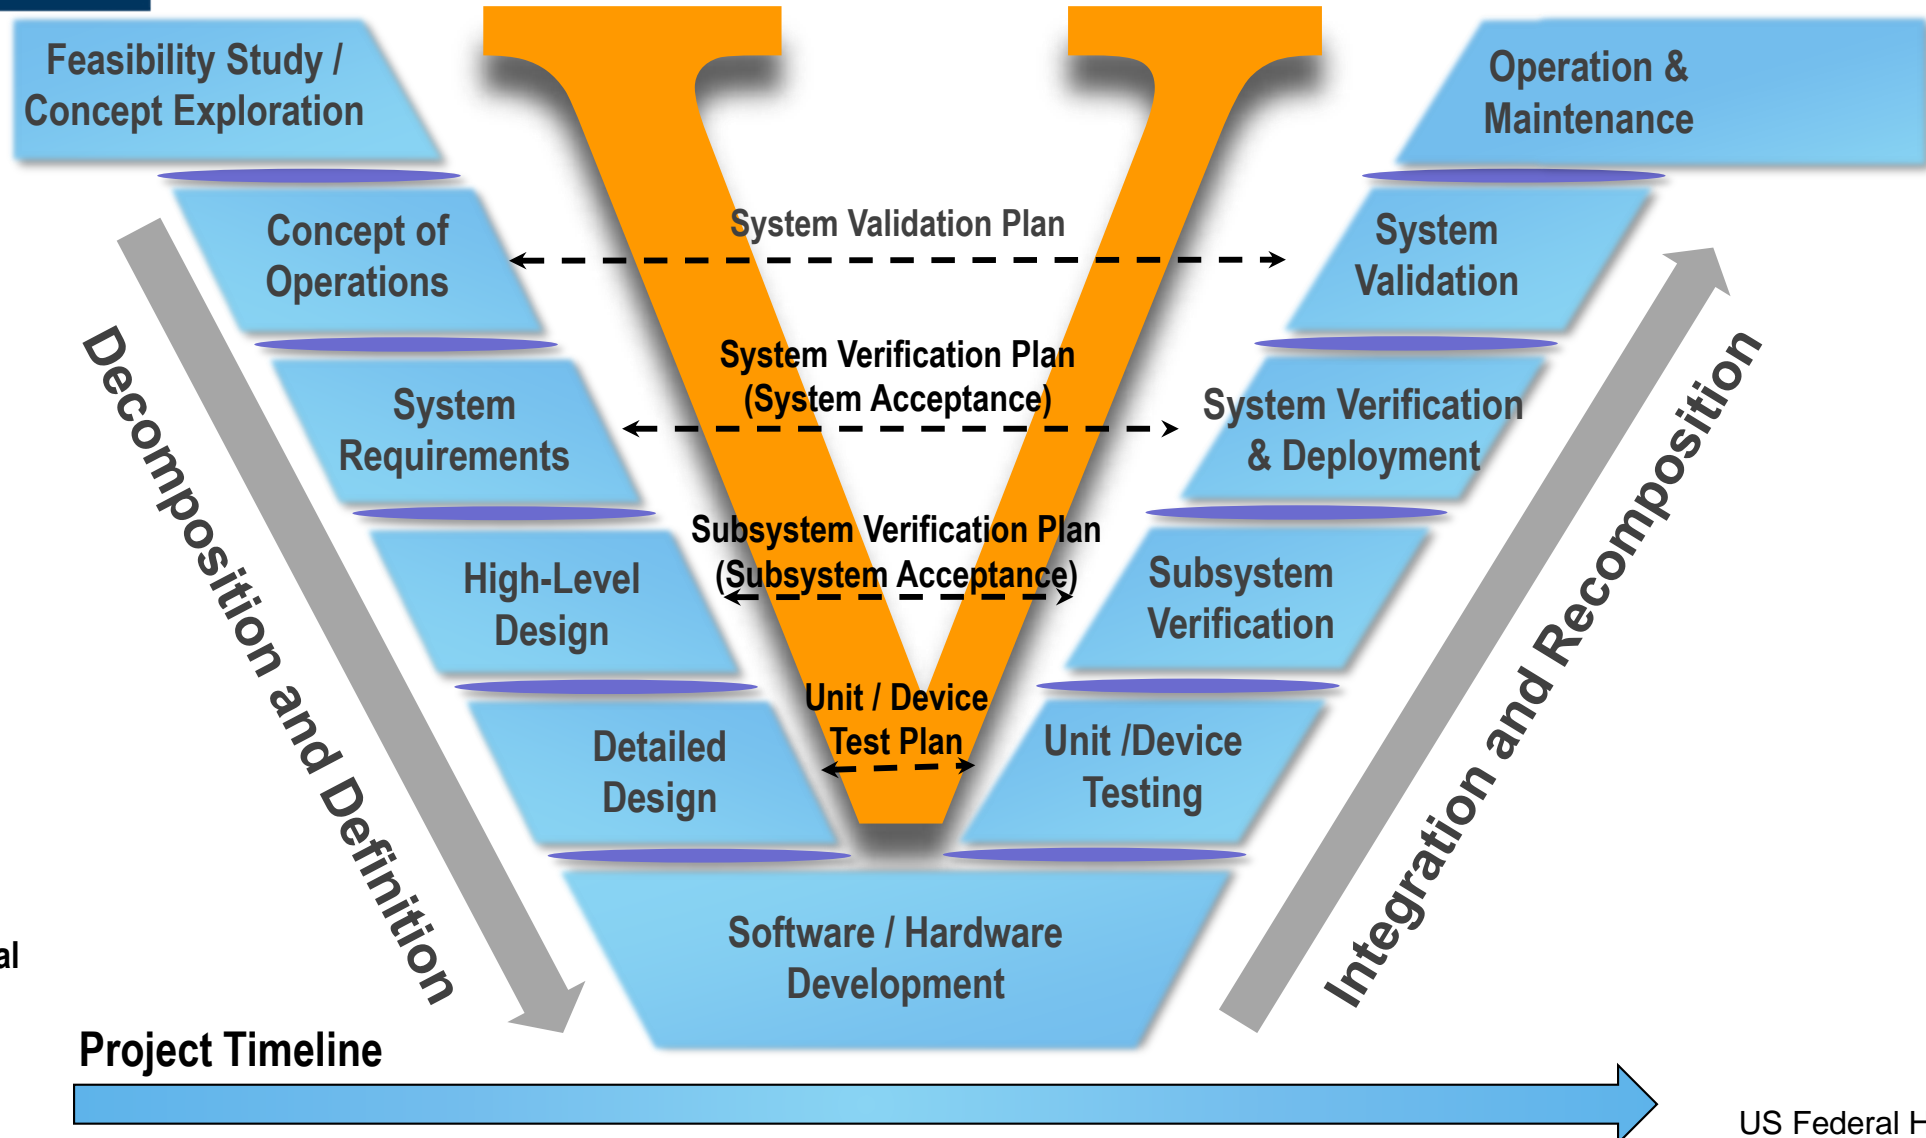 Feasibility Study /
Concept Exploration
Operation &
Maintenance
Concept of
Operations
System Validation Plan
System
Validation
System Verification Plan
(System Acceptance)
System
Requirements
System Verification
& Deployment
Subsystem Verification Plan
(Subsystem Acceptance)
High-Level
Design
Subsystem
Verification
Unit / Device
Test Plan
Detailed
Design
Unit /Device
Testing
Decomposition and Definition
Integration and Recomposition
Software / Hardware
Development
al
Project Timeline
US Federal H